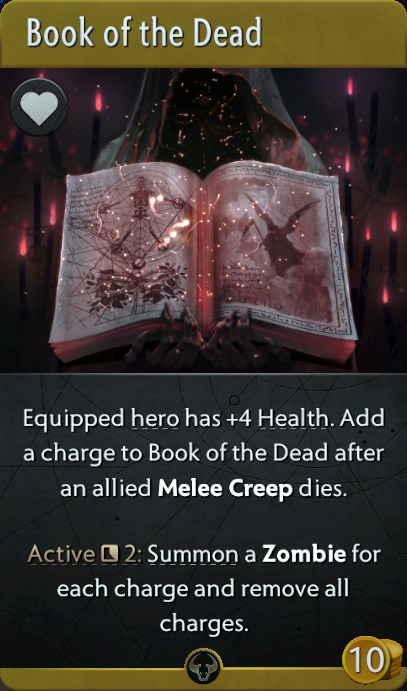 Book of the Dead
Equipped hero has +4 Health. Add
a charge to Book of the Dead after
an allied Melee Creep dies.
Active 2: Summon a Zombie for
each charge and remove all
charges.
10